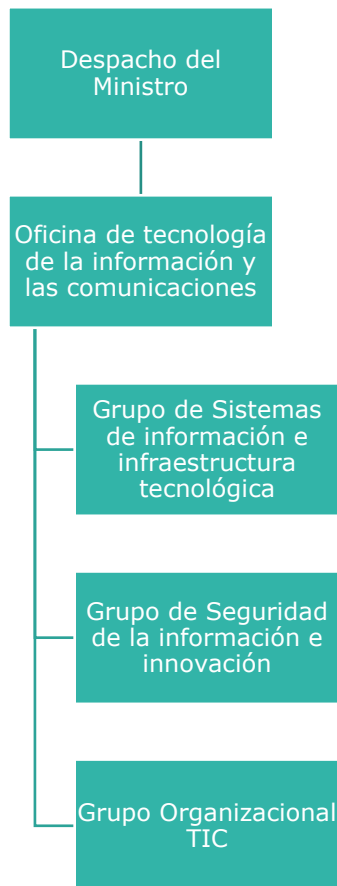 Despacho del
Ministro
Oficina de tecnología
de la información y
las comunicaciones
Grupo de Sistemas
de información e
infraestructura
tecnológica
Grupo de Seguridad
de la información e
innovación
Grupo Organizacional
TIC